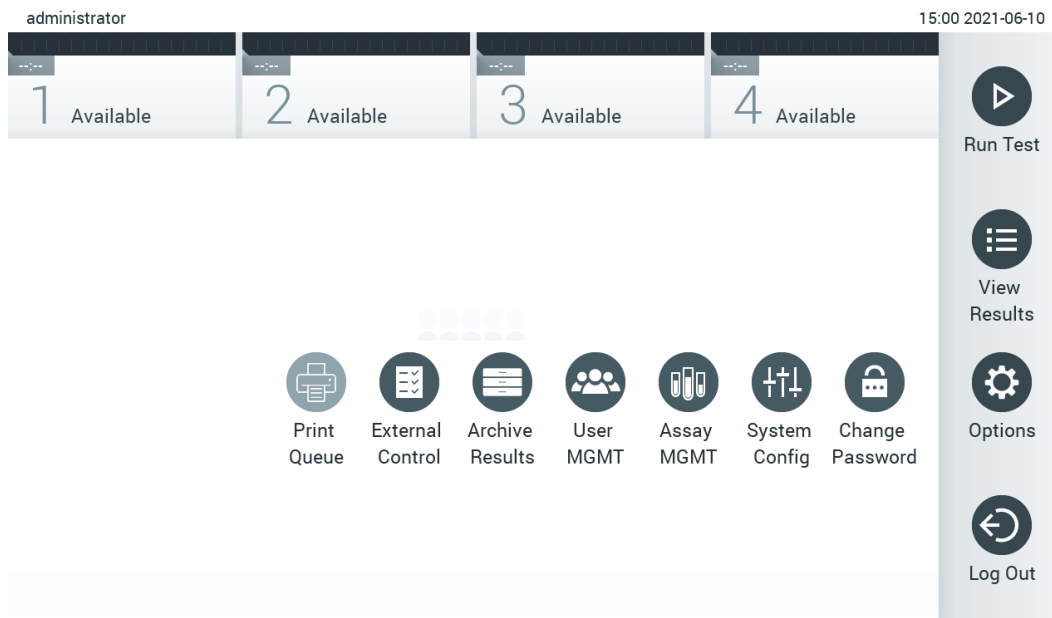 administrator 15:00 2021-06-10
--:-- --:-- --:-- --:--
1 Available 2 Available 3 Available 4 Available
Run Test
View
Results
Print External Archive User Assay System Change
Queue Control Results MGMT MGMT Config Password
Options
Log Out